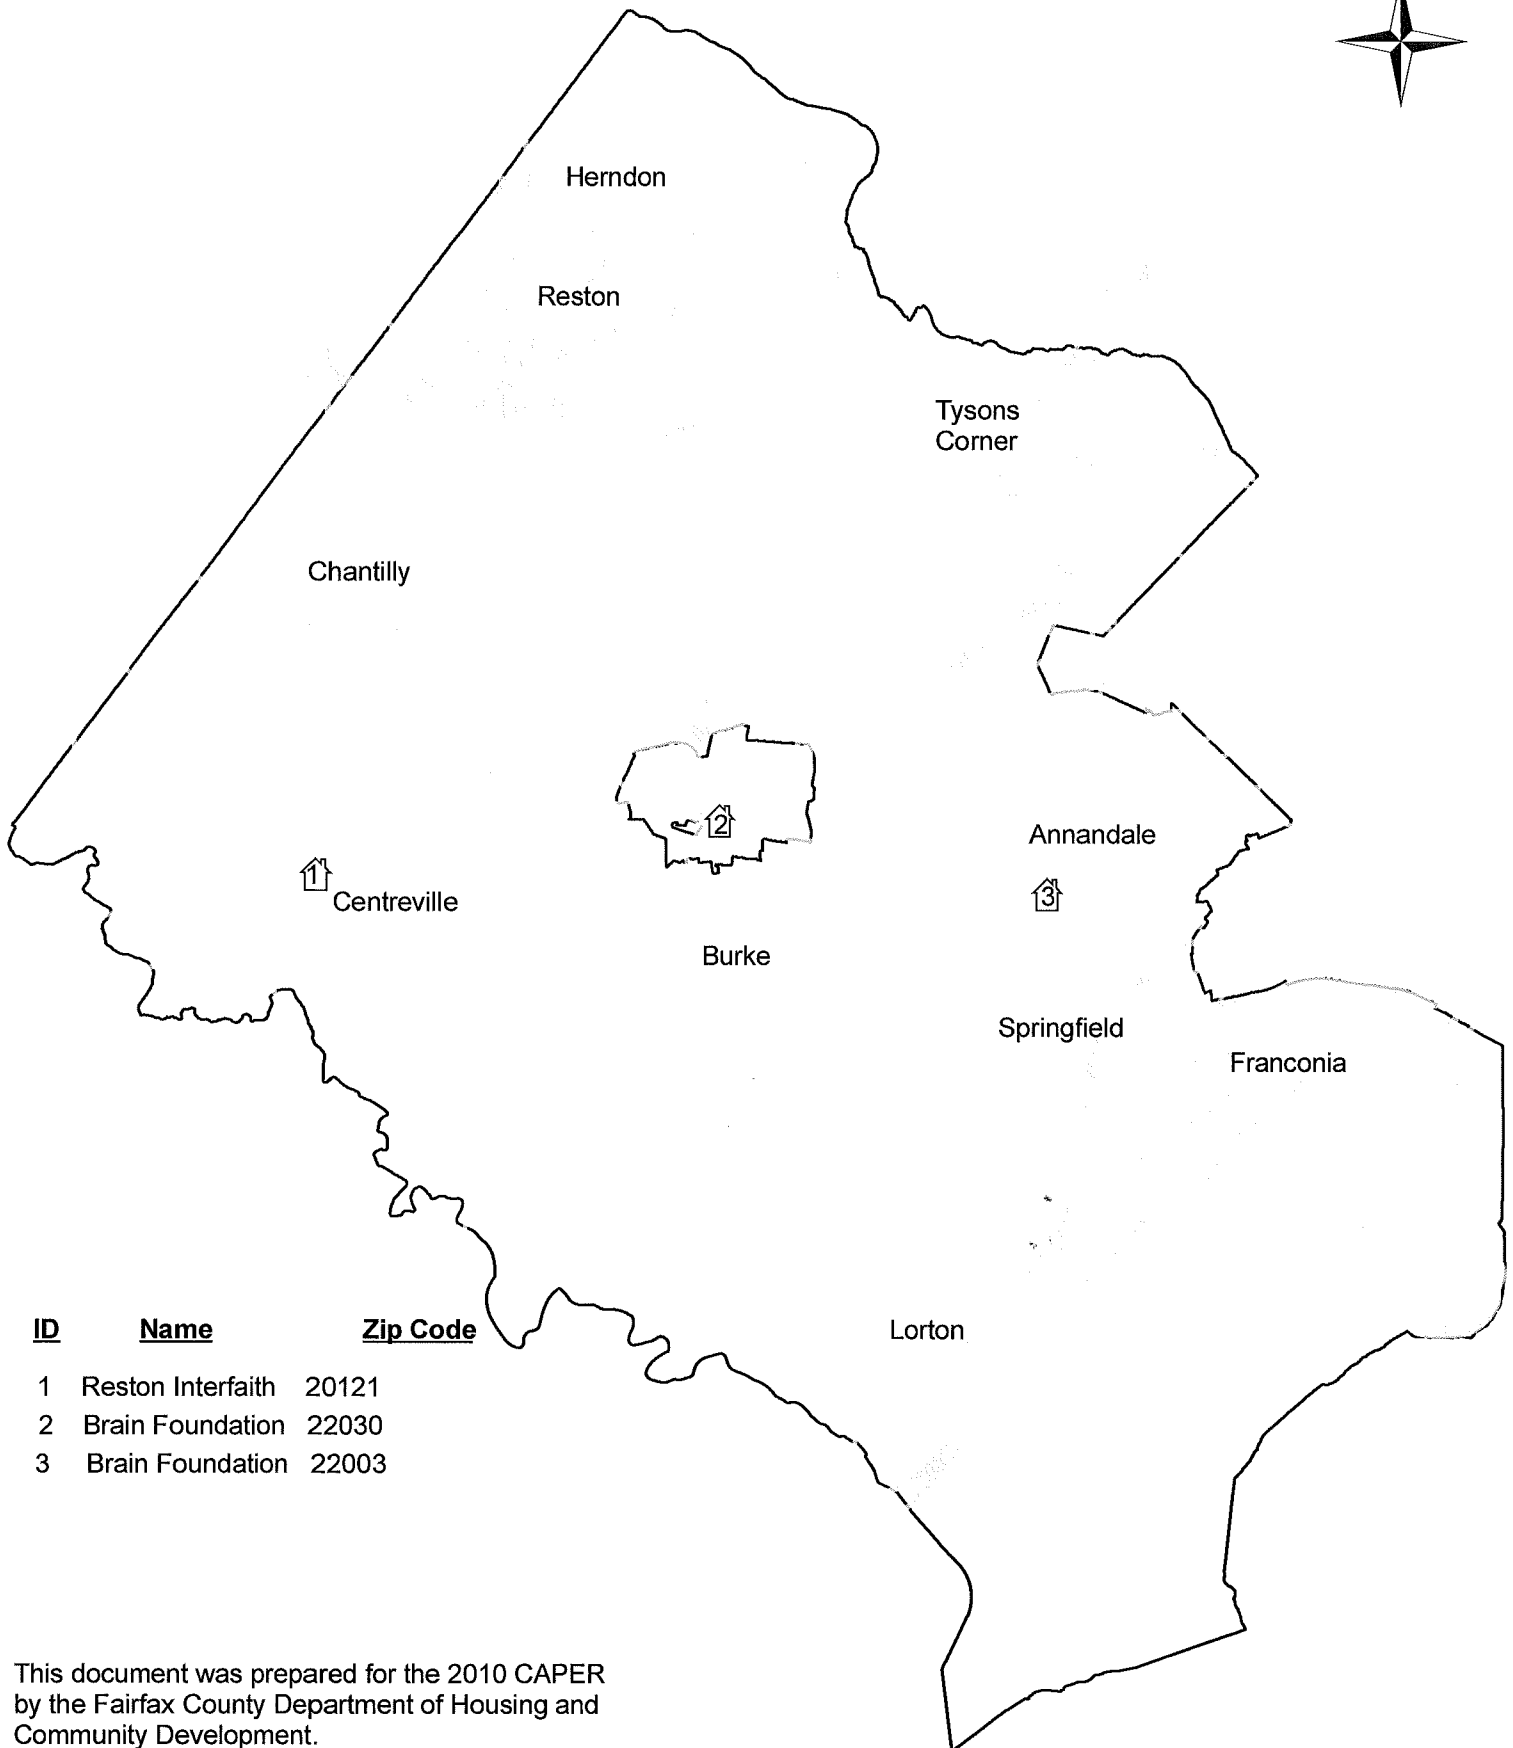 Herndon
Reston
Tysons
Corner
Chantilly
2
Annandale
1
3
Centreville
Burke
Springfield
Franconia
Lorton
ID Name Zip Code
1 Reston Interfaith 20121
2 Brain Foundation 22030
3 Brain Foundation 22003
This document was prepared for the 2010 CAPER
by the Fairfax County Department of Housing and
Community Development.